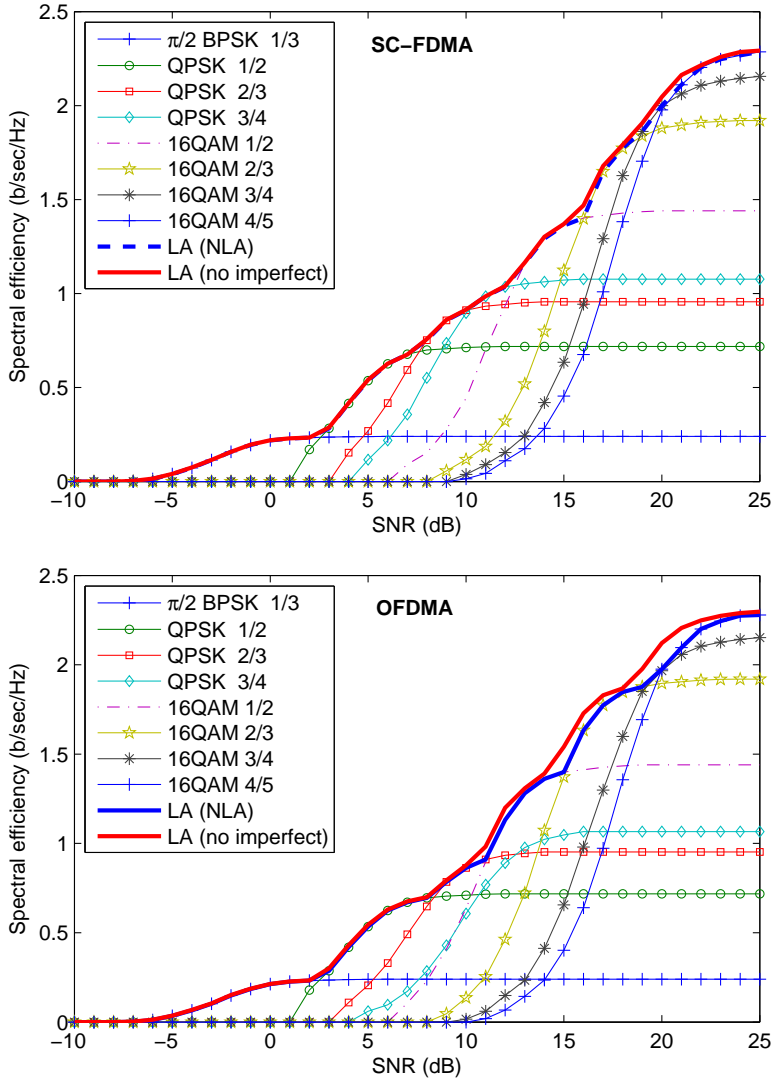 2.5
2
1.5
1
0.5
0
Spectral efficiency (b/sec/Hz)
SC−FDMA
π/2 BPSK 1/3
QPSK 1/2
QPSK 2/3
QPSK 3/4
16QAM 1/2
16QAM 2/3
16QAM 3/4
16QAM 4/5
LA (NLA)
LA (no imperfect)
−10 −5 0 5 10 15 20 25
SNR (dB)
2.5
2
1.5
1
0.5
0
Spectral efficiency (b/sec/Hz)
OFDMA
π/2 BPSK 1/3
QPSK 1/2
QPSK 2/3
QPSK 3/4
16QAM 1/2
16QAM 2/3
16QAM 3/4
16QAM 4/5
LA (NLA)
LA (no imperfect)
−10 −5 0 5 10 15 20 25
SNR (dB)